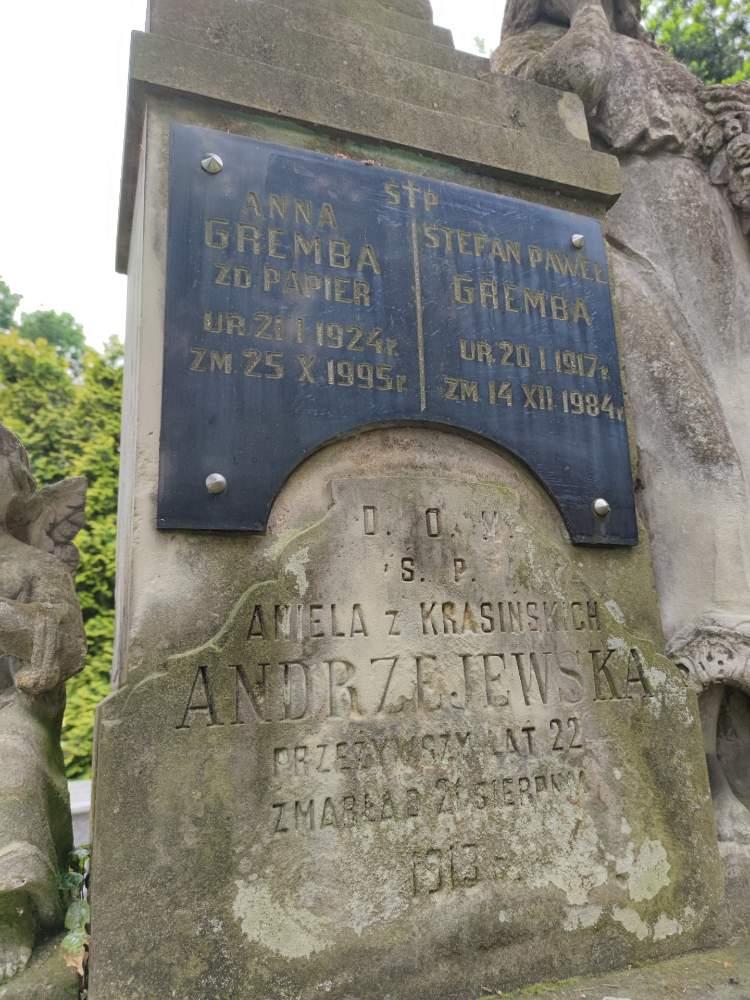 Ś†P
ANNA
GREMBA
ZD PAPIER
UR.21 I 1924R.
ZM.25 X.1995R.
STEFAN PAWEŁ
GREMBA
UR.20 I 1917R.
ZM.14 XII.1984R.
D. O. M.
Ś. P.
ANIELA Z KRASIŃSKICH
ANDRZEJEWSKA
PRZEŻYWSZY LAT 22
ZMARŁA D. 21 SIERPNIA
1913 R.